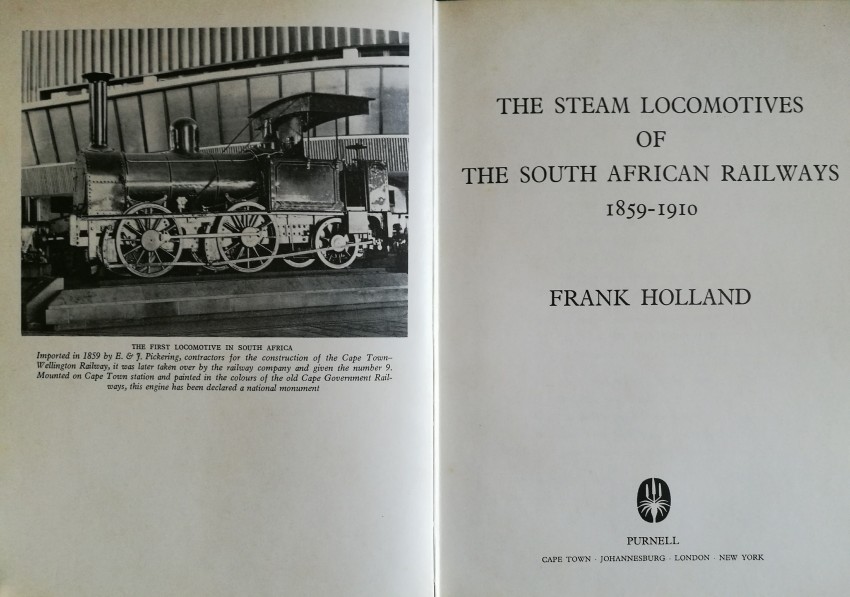 THE FIRST LOCOMOTIVE IN SOUTH AFRICA
Imported in 1859 by E. & J. Pickering, contractors for the construction of the Cape Town–
Wellington Railway, it was later taken over by the railway company and given the number 9.
Mounted on Cape Town station and painted in the colours of the old Cape Government Rail-
ways, this engine has been declared a national monument
THE STEAM LOCOMOTIVES
OF
THE SOUTH AFRICAN RAILWAYS
1859-1910
FRANK HOLLAND
PURNELL
CAPE TOWN · JOHANNESBURG · LONDON · NEW YORK